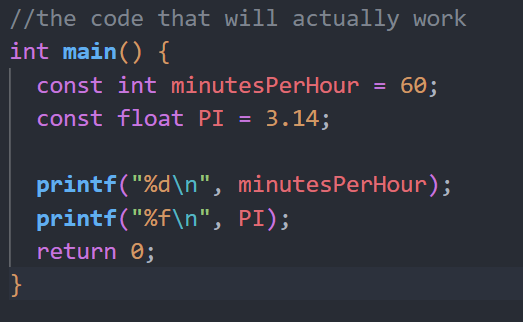 //the code that will actually work
int main() {
  const int minutesPerHour = 60;
  const float PI = 3.14;

  printf("%d\n", minutesPerHour);
  printf("%f\n", PI);
  return 0;
}